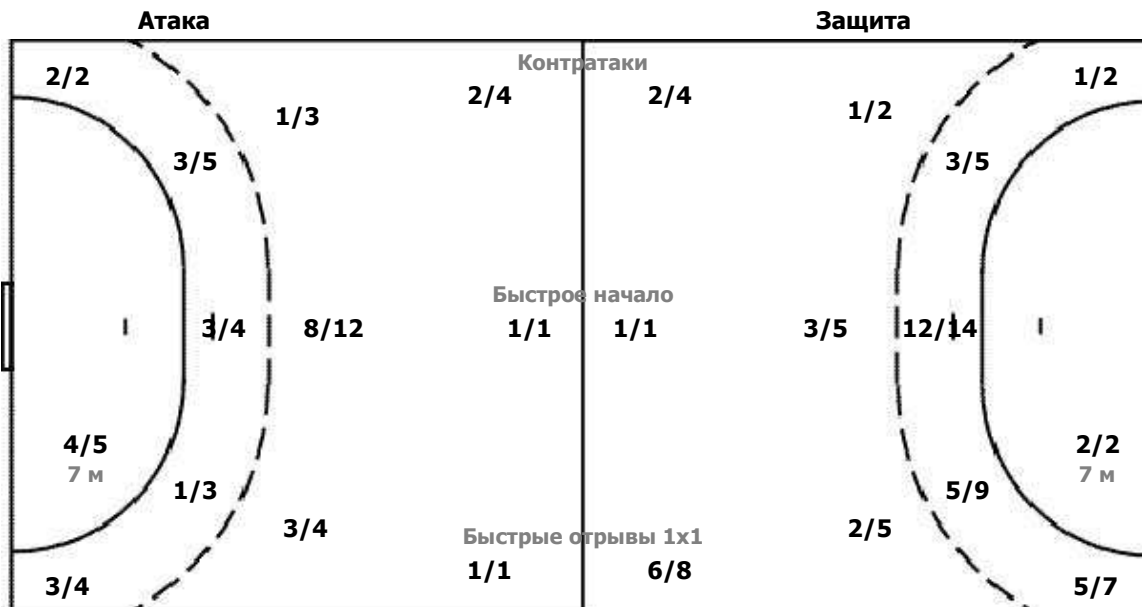 Атака Защита
Контратаки
2/2 1/3 2/4 2/4 1/2 1/2
3/5 3/5
Быстрое начало
3/4 8/12 1/1 1/1 3/5 12/14
4/5 2/2
7 м 7 м
1/3 5/9
3/4 2/5
Быстрые отрывы 1x1
3/4 1/1 6/8 5/7